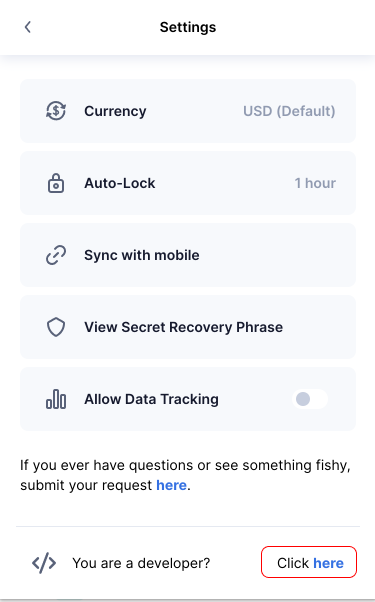 Settings
Currency USD (Default)
Auto-Lock 1 hour
Sync with mobile
View Secret Recovery Phrase
Allow Data Tracking
If you ever have questions or see something fishy,
submit your request here.
You are a developer? Click here